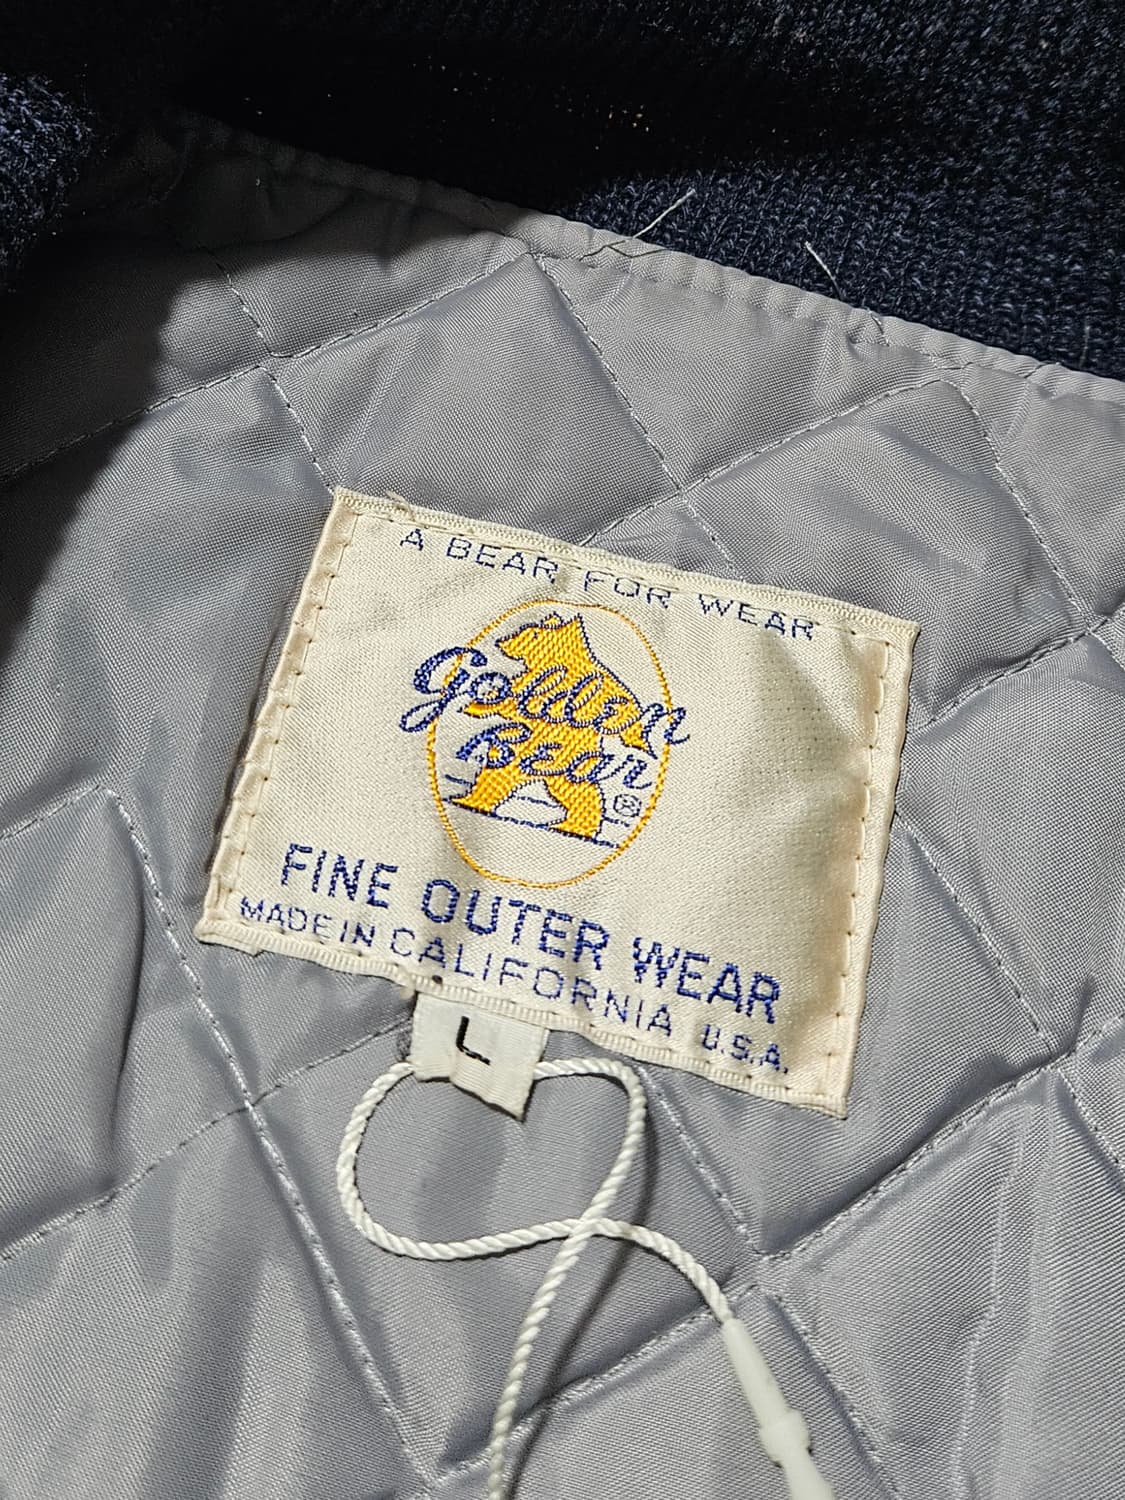 A BEAR FOR WEAR
Golden
Bear
®
FINE OUTER WEAR
MADE IN CALIFORNIA U.S.A.
L